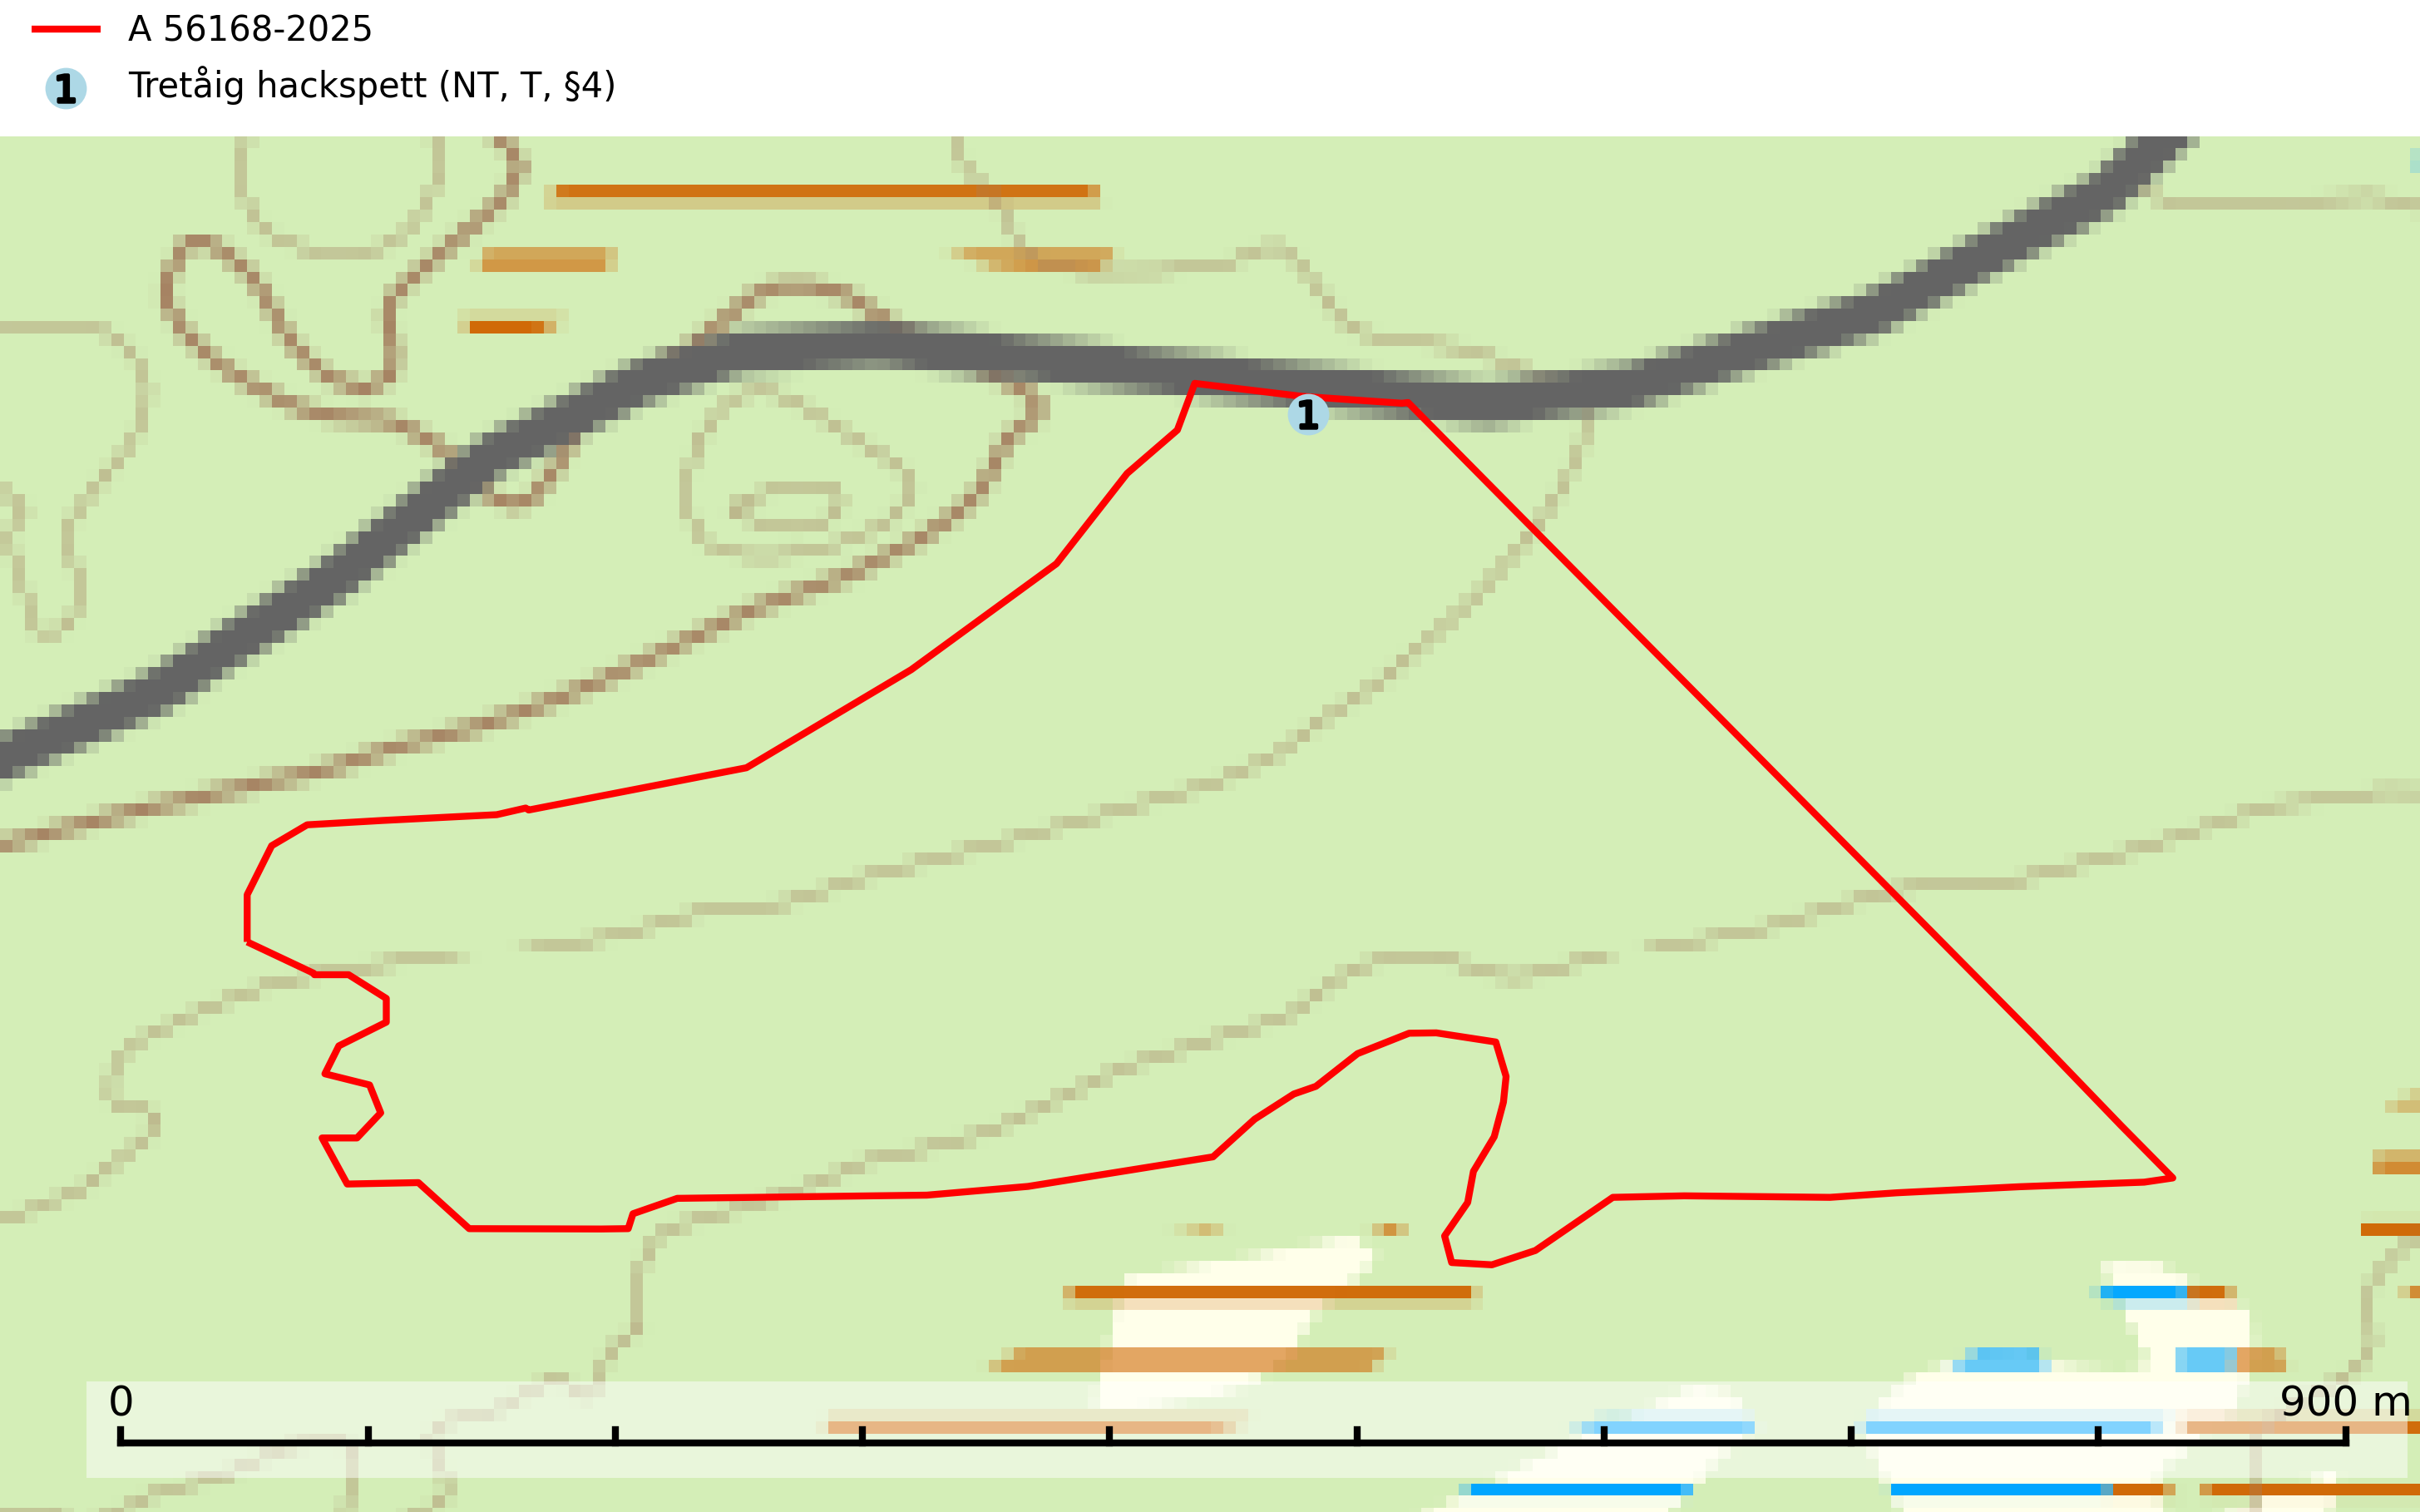 A 56168-2025
1 Tretåig hackspett (NT, T, §4)
1
0 900 m